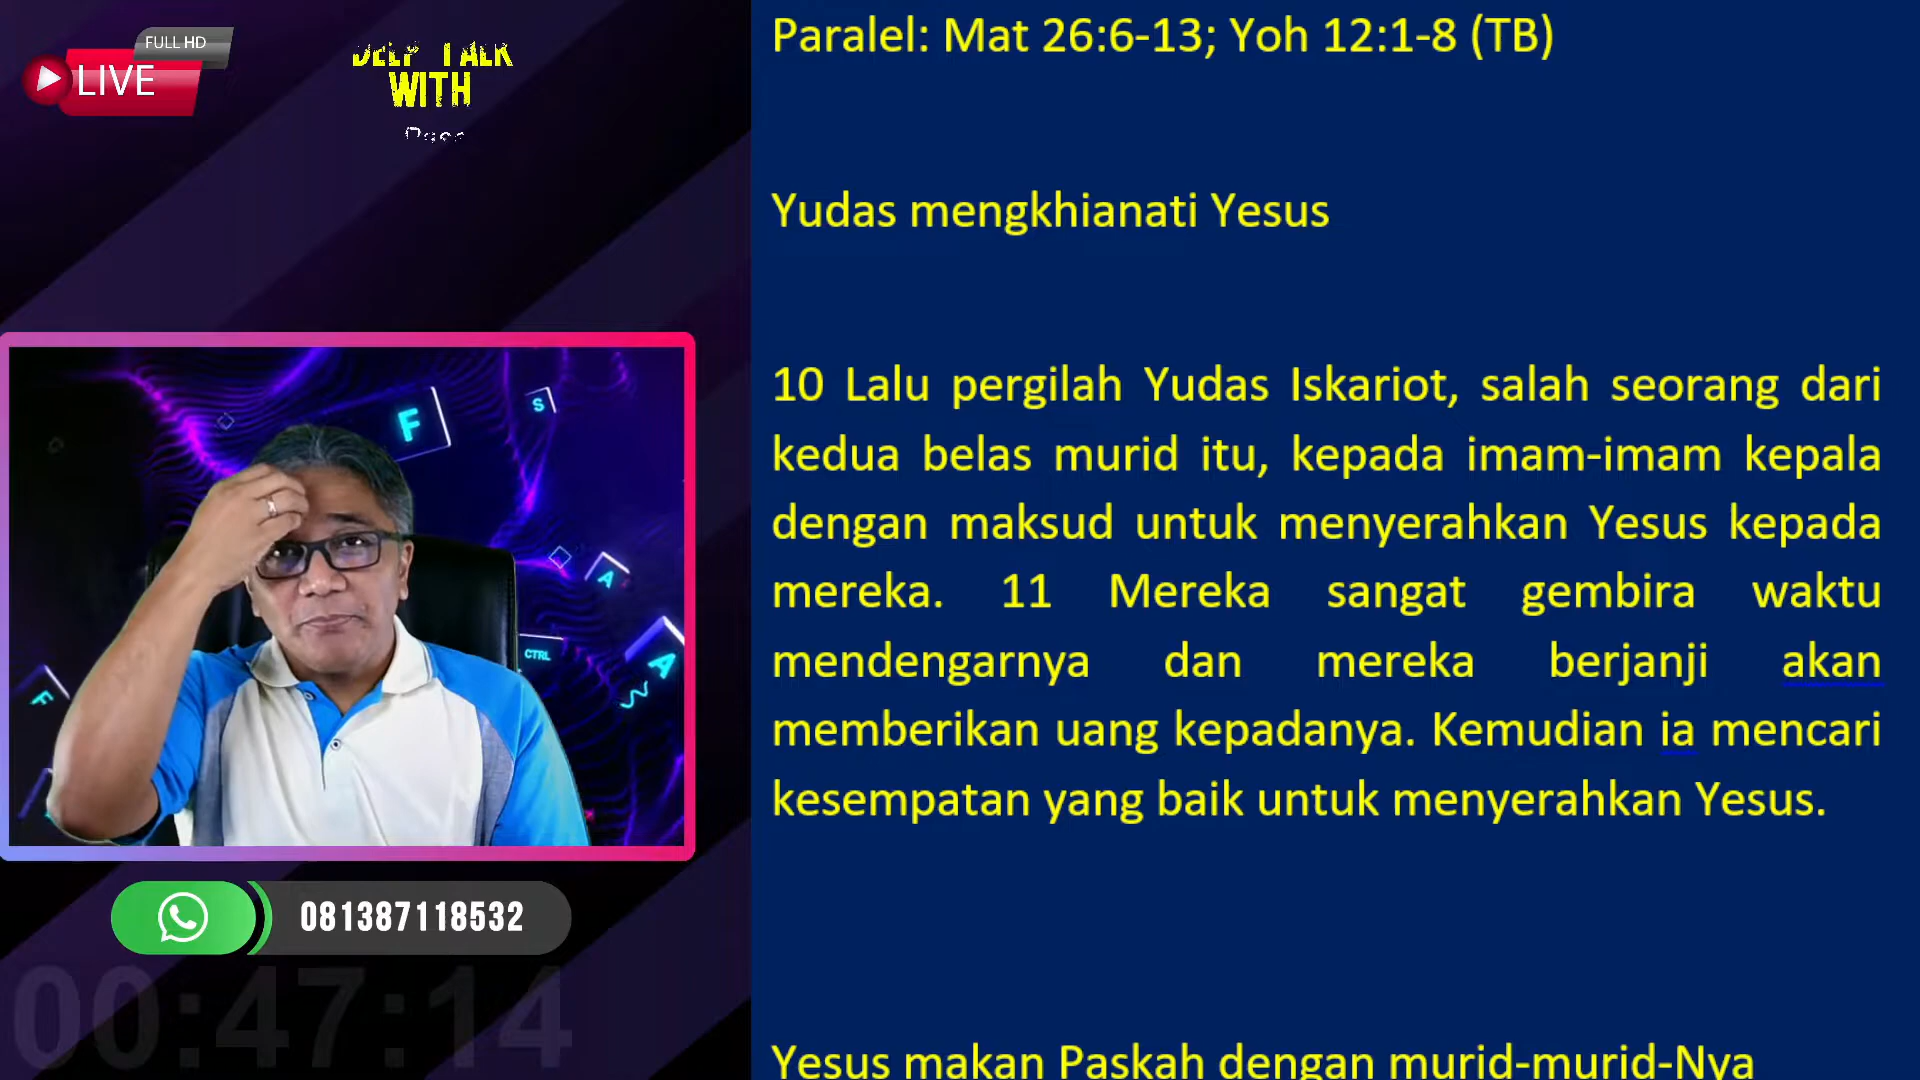 FULL HD
LIVE
DEEP TALK
WITH
Paralel: Mat 26:6-13; Yoh 12:1-8 (TB)
Yudas mengkhianati Yesus
10 Lalu pergilah Yudas Iskariot, salah seorang dari
kedua belas murid itu, kepada imam-imam kepala
dengan maksud untuk menyerahkan Yesus kepada
mereka. 11 Mereka sangat gembira waktu
mendengarnya dan mereka berjanji akan
memberikan uang kepadanya. Kemudian ia mencari
kesempatan yang baik untuk menyerahkan Yesus.
Yesus makan Paskah dengan murid-murid-Nya
F
S
A
CTRL
A
F
081387118532
00:47:14